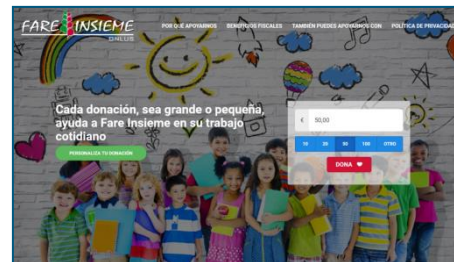 FARE INSIEME
ONLUS
POR QUÉ APOYARNOS BENEFICIOS FISCALES TAMBIÉN PUEDES APOYARNOS CON POLÍTICA DE PRIVACIDAD
Cada donación, sea grande o pequeña,
ayuda a Fare Insieme en su trabajo
cotidiano
PERSONALIZA TU DONACIÓN
€ 50,00
10 20 50 100 OTRO
DONA